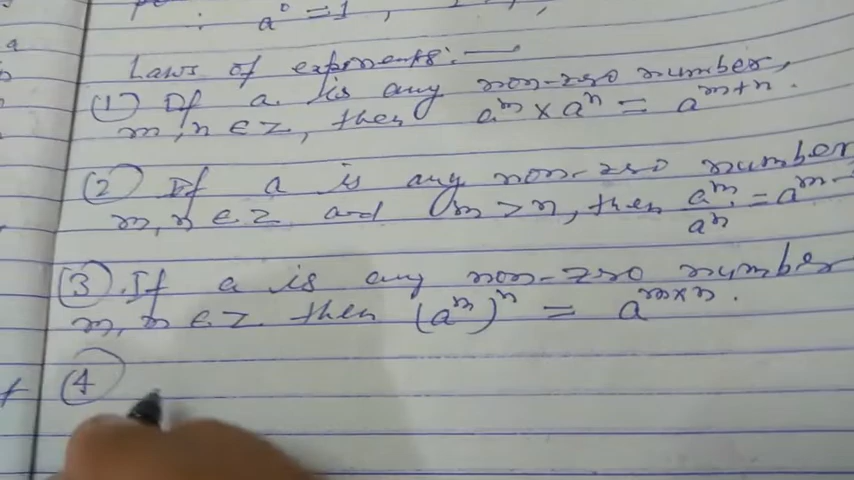 : a⁰ = 1 ,
Laws of exponents: —
(1) If a is any non-zero number,
m, n ∈ Z, then aᵐ × aⁿ = aᵐ⁺ⁿ.
(2) If a is any non-zero number,
m, n ∈ Z and m > n, then aᵐ/aⁿ = aᵐ⁻
(3). If a is any non-zero number
m, n ∈ Z. then (aᵐ)ⁿ = aᵐˣⁿ.
(4